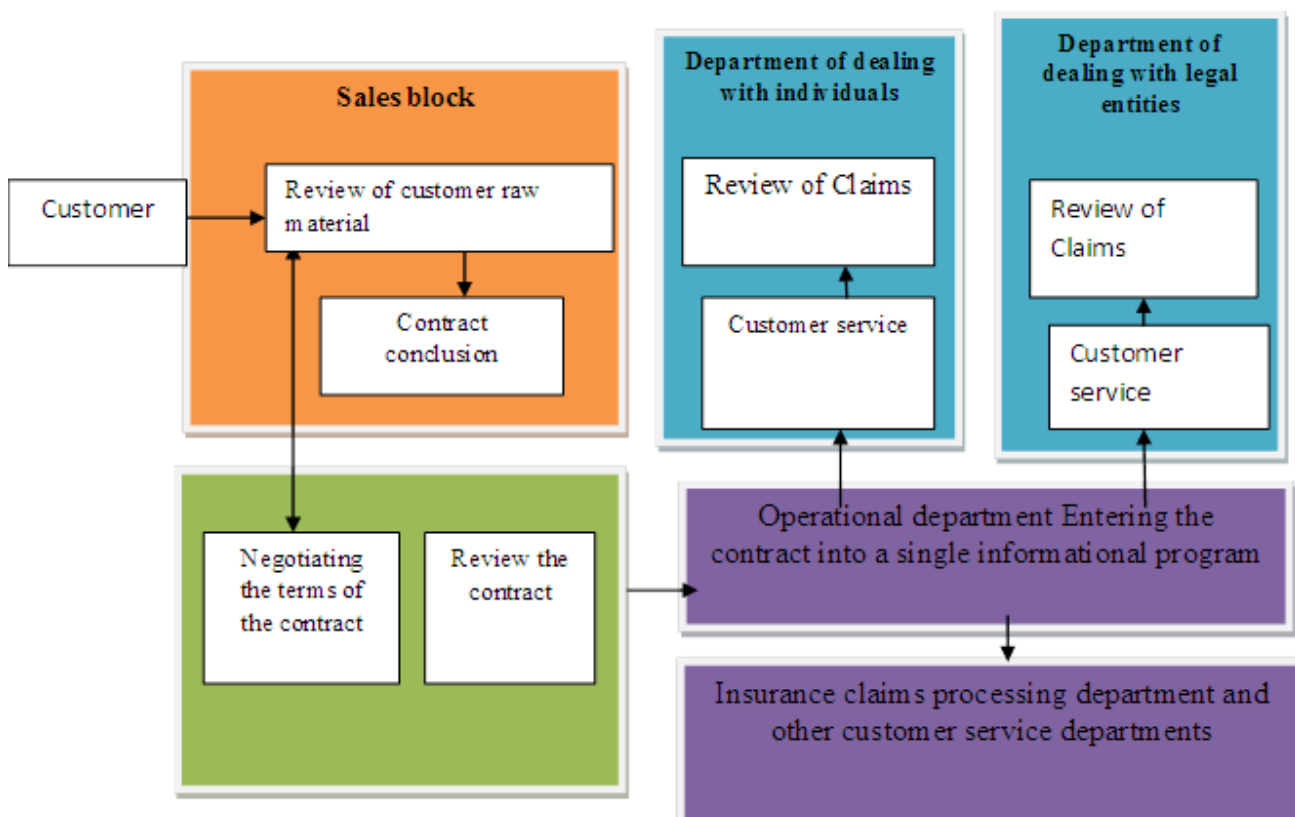 Customer
Sales block
Review of customer raw
material
Contract
conclusion
Department of dealing
with individuals
Review of Claims
Customer service
Department of
dealing with legal
entities
Review of
Claims
Customer
service
Negotiating
the terms of
the contract
Review the
contract
Operational department Entering the
contract into a single informational program
Insurance claims processing department and
other customer service departments